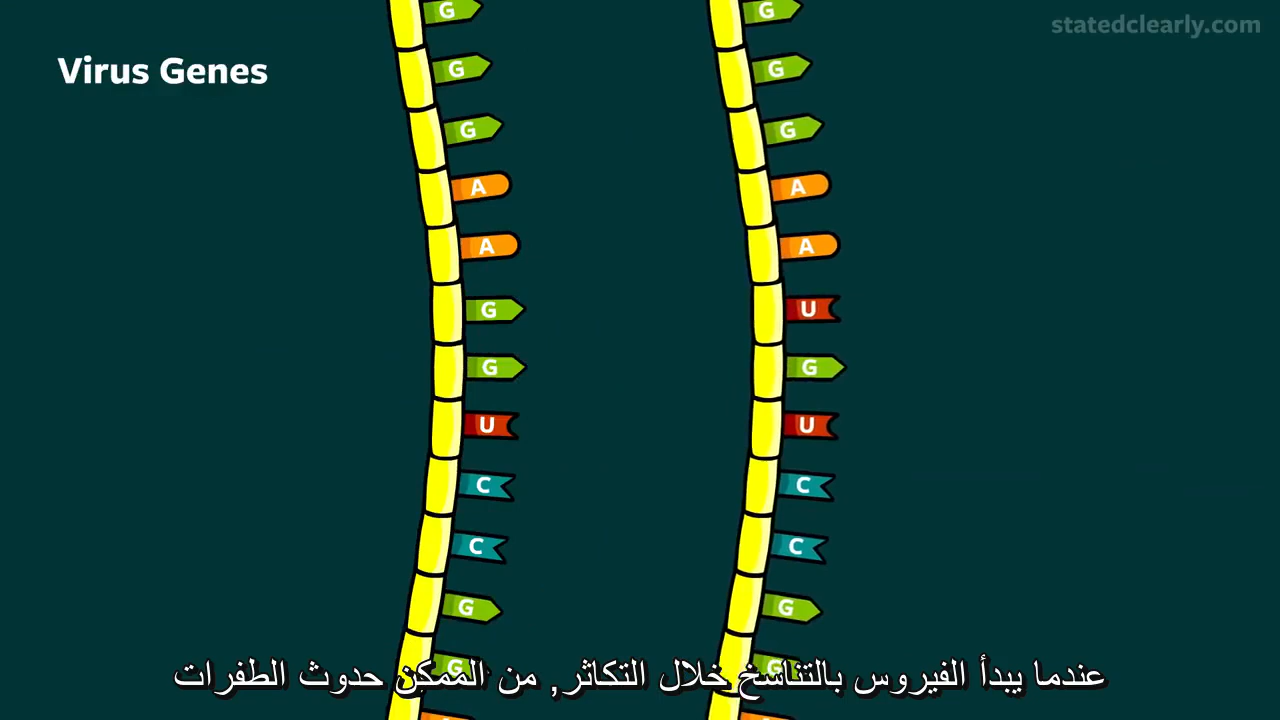 statedclearly.com
Virus Genes
G G
G G
G G
A A
A A
G U
G G
U U
C C
C C
G G
G G
عندما يبدأ الفيروس بالتناسخ خلال التكاثر, من الممكن حدوث الطفرات